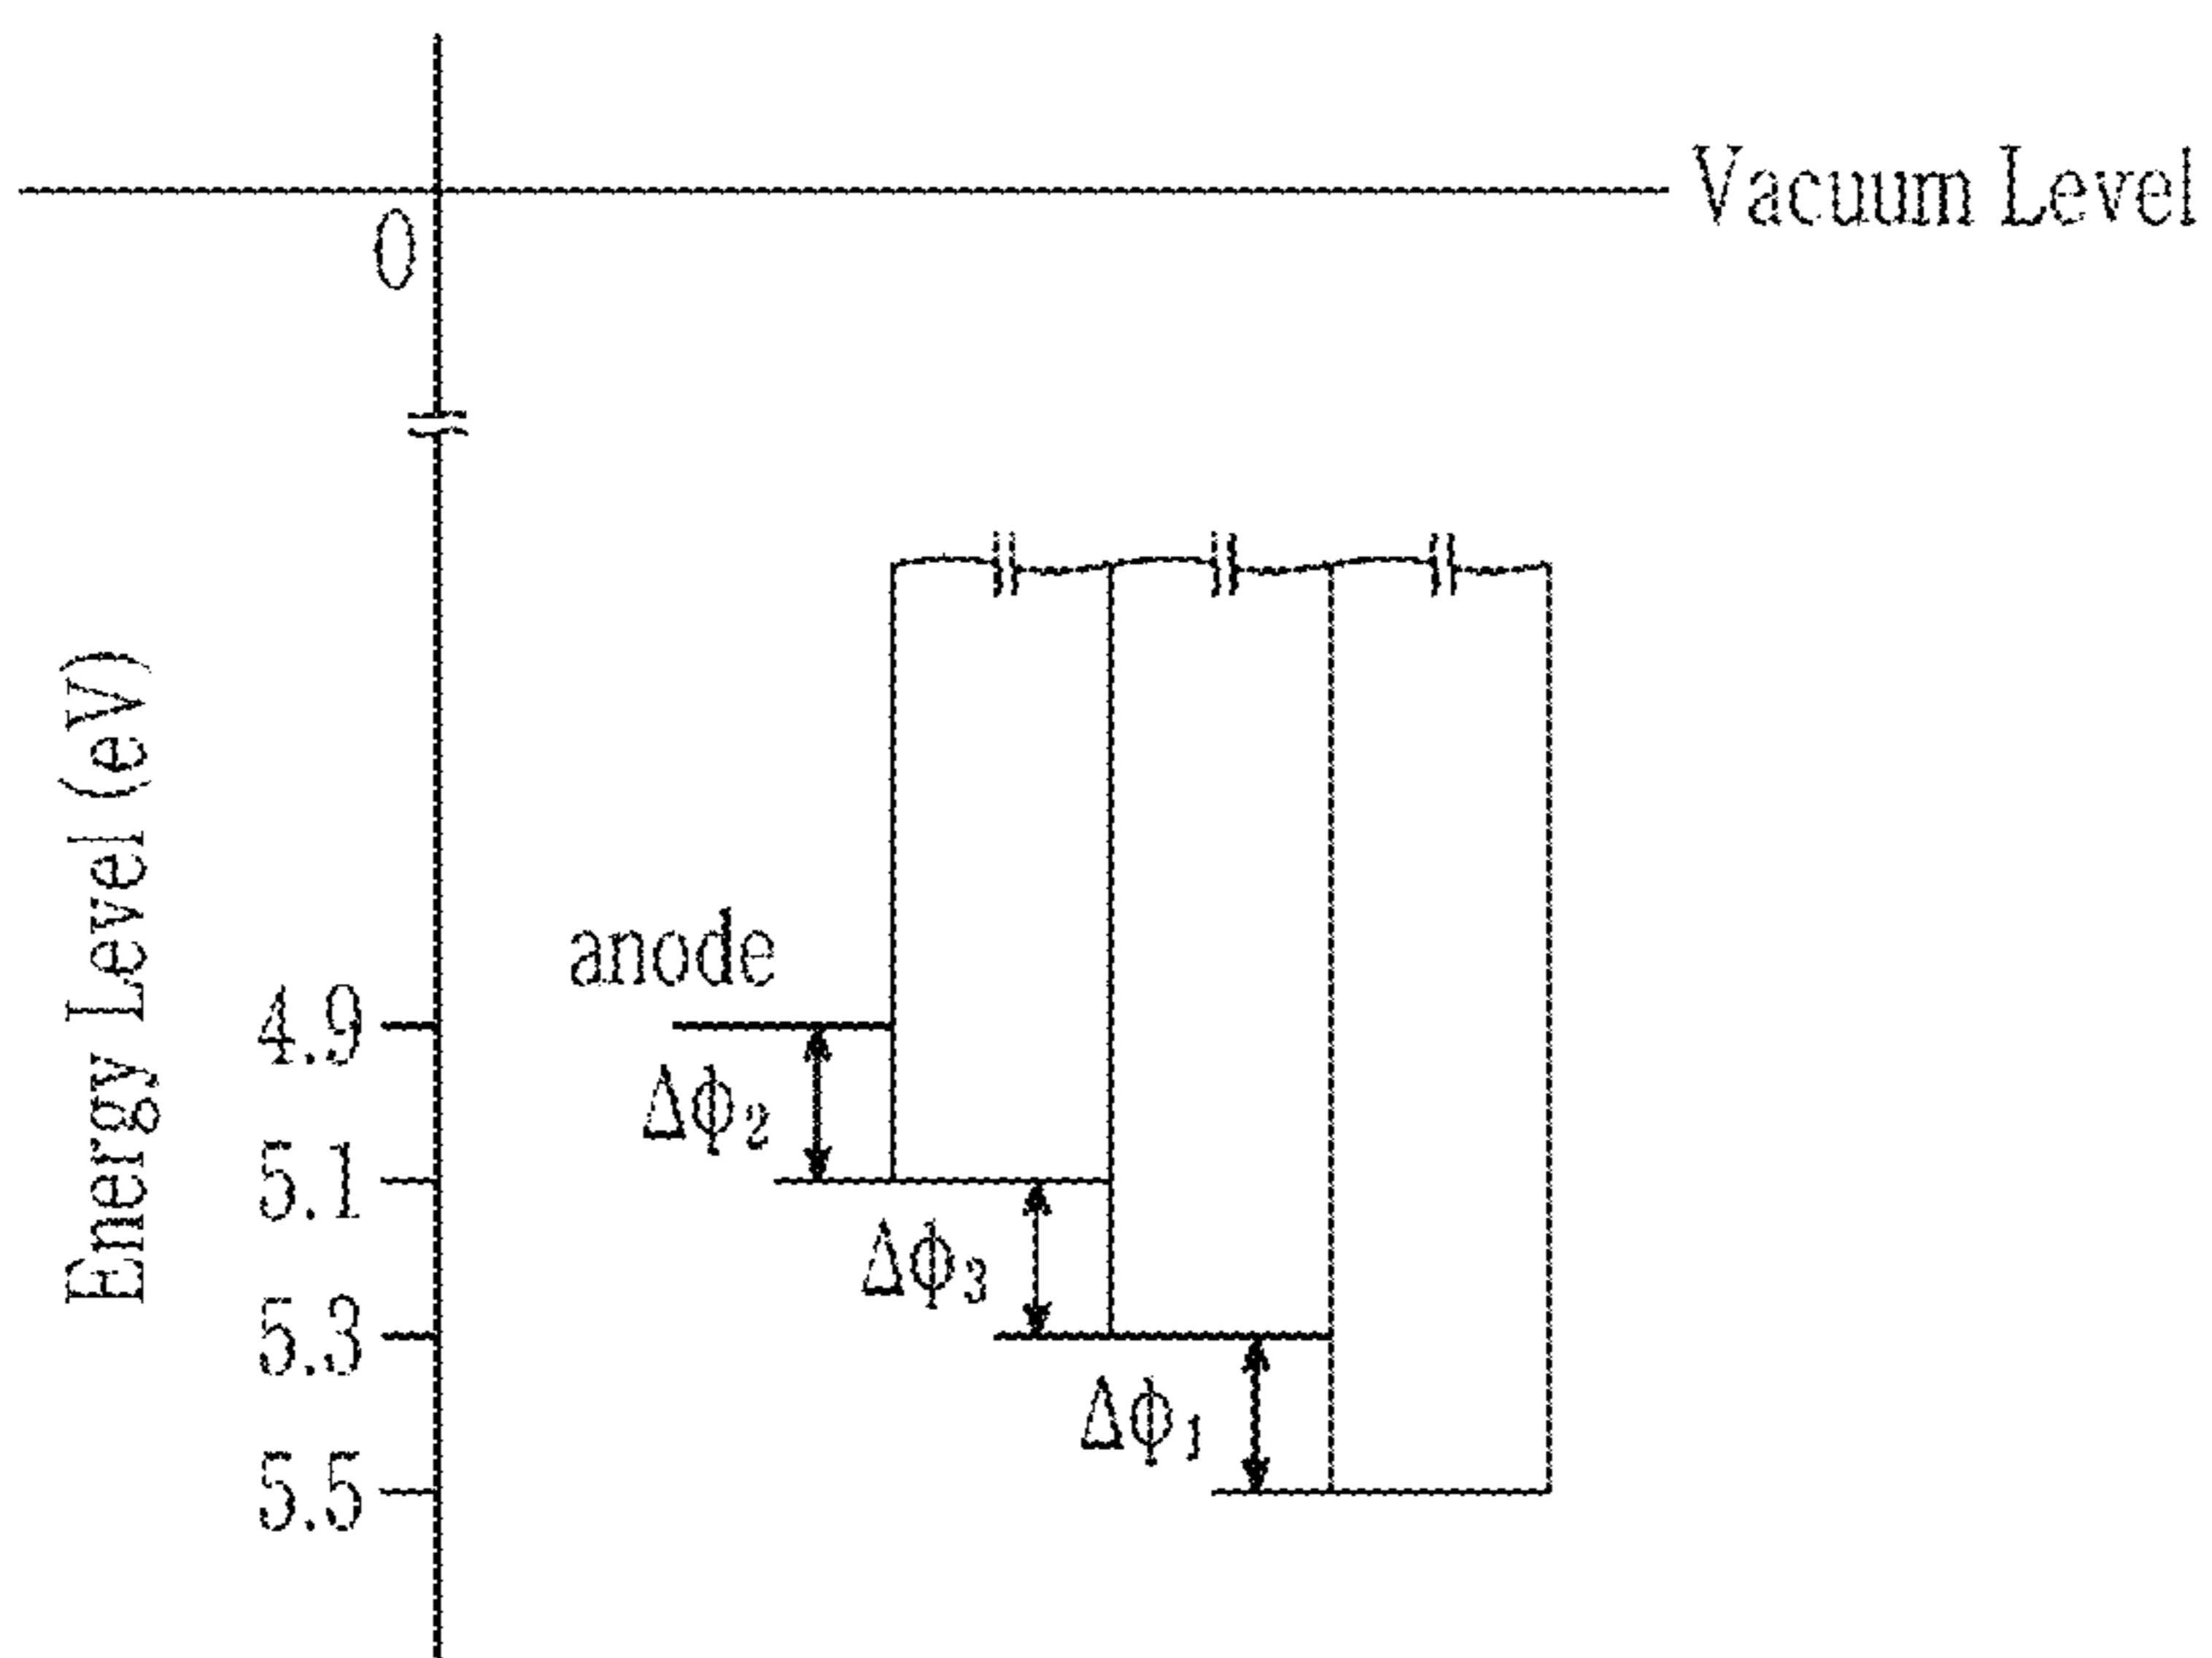 Vacuum Level
0
Energy Level (eV)
anode
4.9
Δϕ2
5.1
Δϕ3
5.3
Δϕ1
5.5